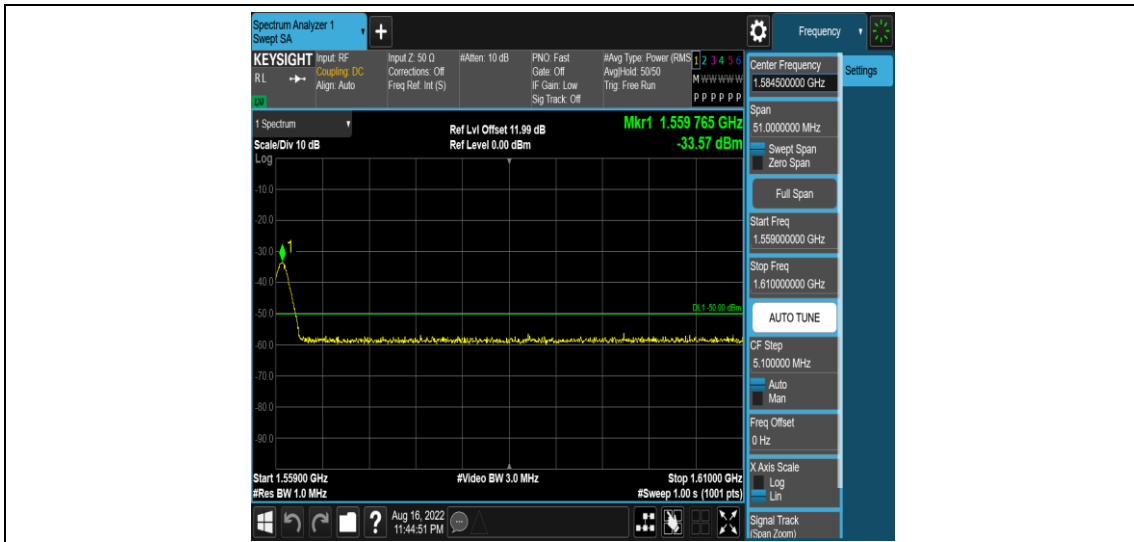 Spectrum Analyzer 1
Swept SA
+
Frequency
KEYSIGHT Input: RF
RL Coupling: DC
Align: Auto
LM
Input Z: 50 Ω
Corrections: Off
Freq Ref: Int (S)
#Atten: 10 dB
PNO: Fast
Gate: Off
IF Gain: Low
Sig Track: Off
#Avg Type: Power (RMS
Avg|Hold: 50/50
Trig: Free Run
1 2 3 4 5 6
M W W W W W
P P P P P P
Center Frequency
1.584500000 GHz
Settings
1 Spectrum
Scale/Div 10 dB
Ref Lvl Offset 11.99 dB
Ref Level 0.00 dBm
Mkr1 1.559 765 GHz
-33.57 dBm
Log
-10.0
-20.0
-30.0
-40.0
-50.0
-60.0
-70.0
-80.0
-90.0
1
DL1 -50.00 dBm
Start 1.55900 GHz
#Res BW 1.0 MHz
#Video BW 3.0 MHz
Stop 1.61000 GHz
#Sweep 1.00 s (1001 pts)
Span
51.0000000 MHz
Swept Span
Zero Span
Full Span
Start Freq
1.559000000 GHz
Stop Freq
1.610000000 GHz
AUTO TUNE
CF Step
5.100000 MHz
Auto
Man
Freq Offset
0 Hz
X Axis Scale
Log
Lin
Signal Track
(Span Zoom)
?
Aug 16, 2022
11:44:51 PM